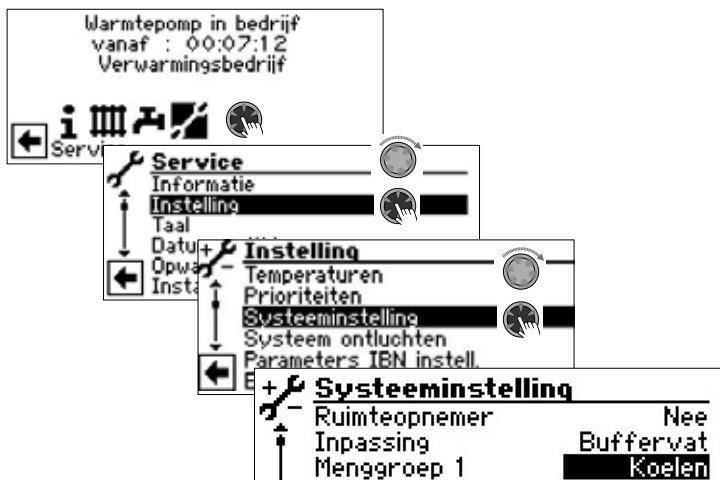 Warmtepomp in bedrijf
vanaf : 00:07:12
Verwarmingsbedrijf
Service
Informatie
Instelling
Taal
Instelling
Temperaturen
Prioriteiten
Systeeminstelling
Systeem ontluchten
Parameters IBN instell.
Systeeminstelling
Ruimteopnemer Nee
Inpassing Buffervat
Menggroep 1 Koelen